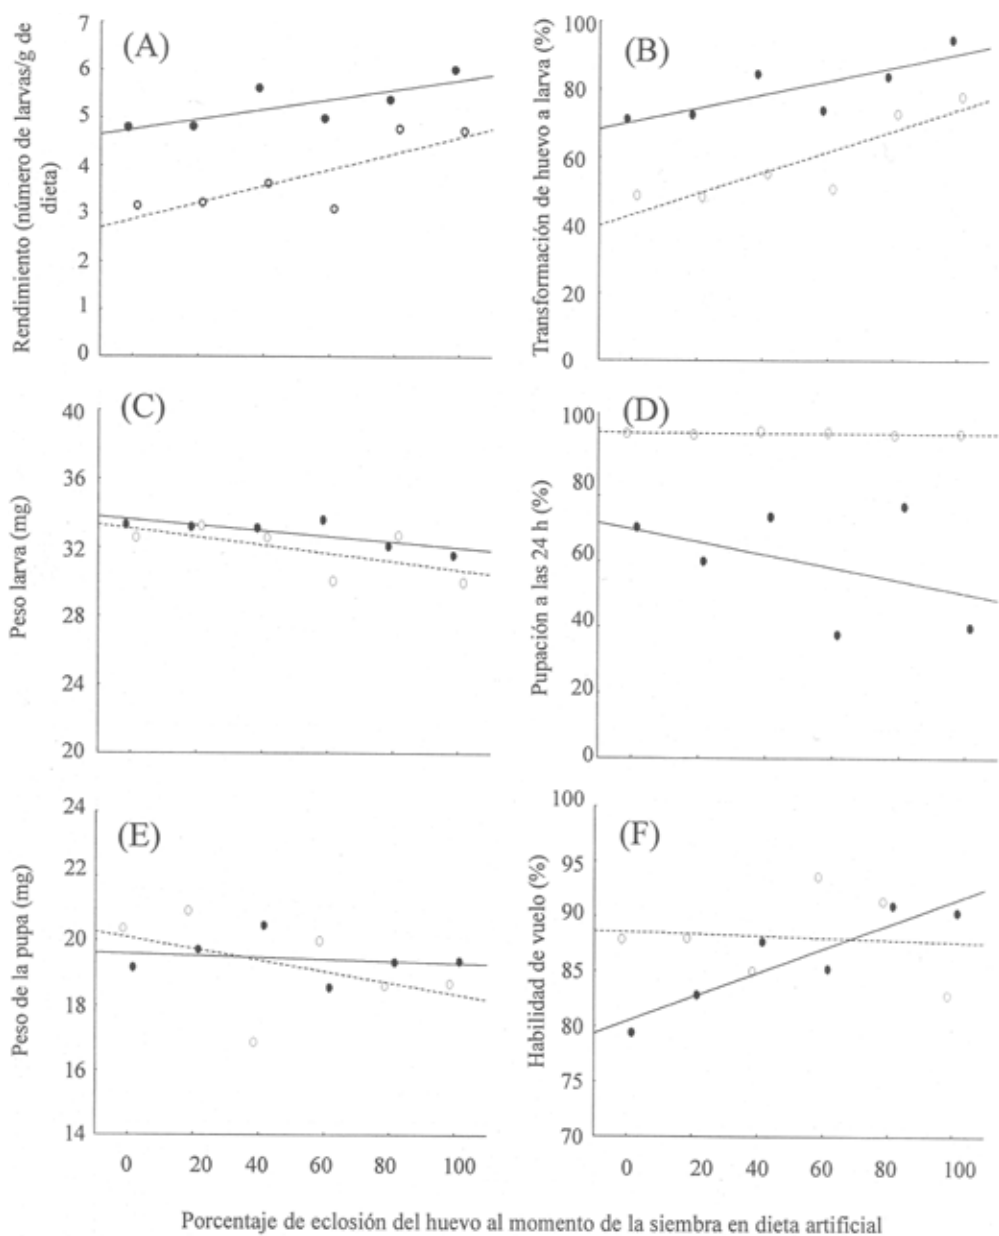 (A)
Rendimiento (número de larvas/g de
dieta)
7
6
5
4
3
2
1
0
(B)
Transformación de huevo a larva (%)
100
80
60
40
20
0
(C)
Peso larva (mg)
40
36
32
28
24
20
(D)
Pupación a las 24 h (%)
100
80
60
40
20
0
(E)
Peso de la pupa (mg)
24
22
20
18
16
14
0 20 40 60 80 100
(F)
Habilidad de vuelo (%)
100
95
90
85
80
75
70
0 20 40 60 80 100
Porcentaje de eclosión del huevo al momento de la siembra en dieta artificial